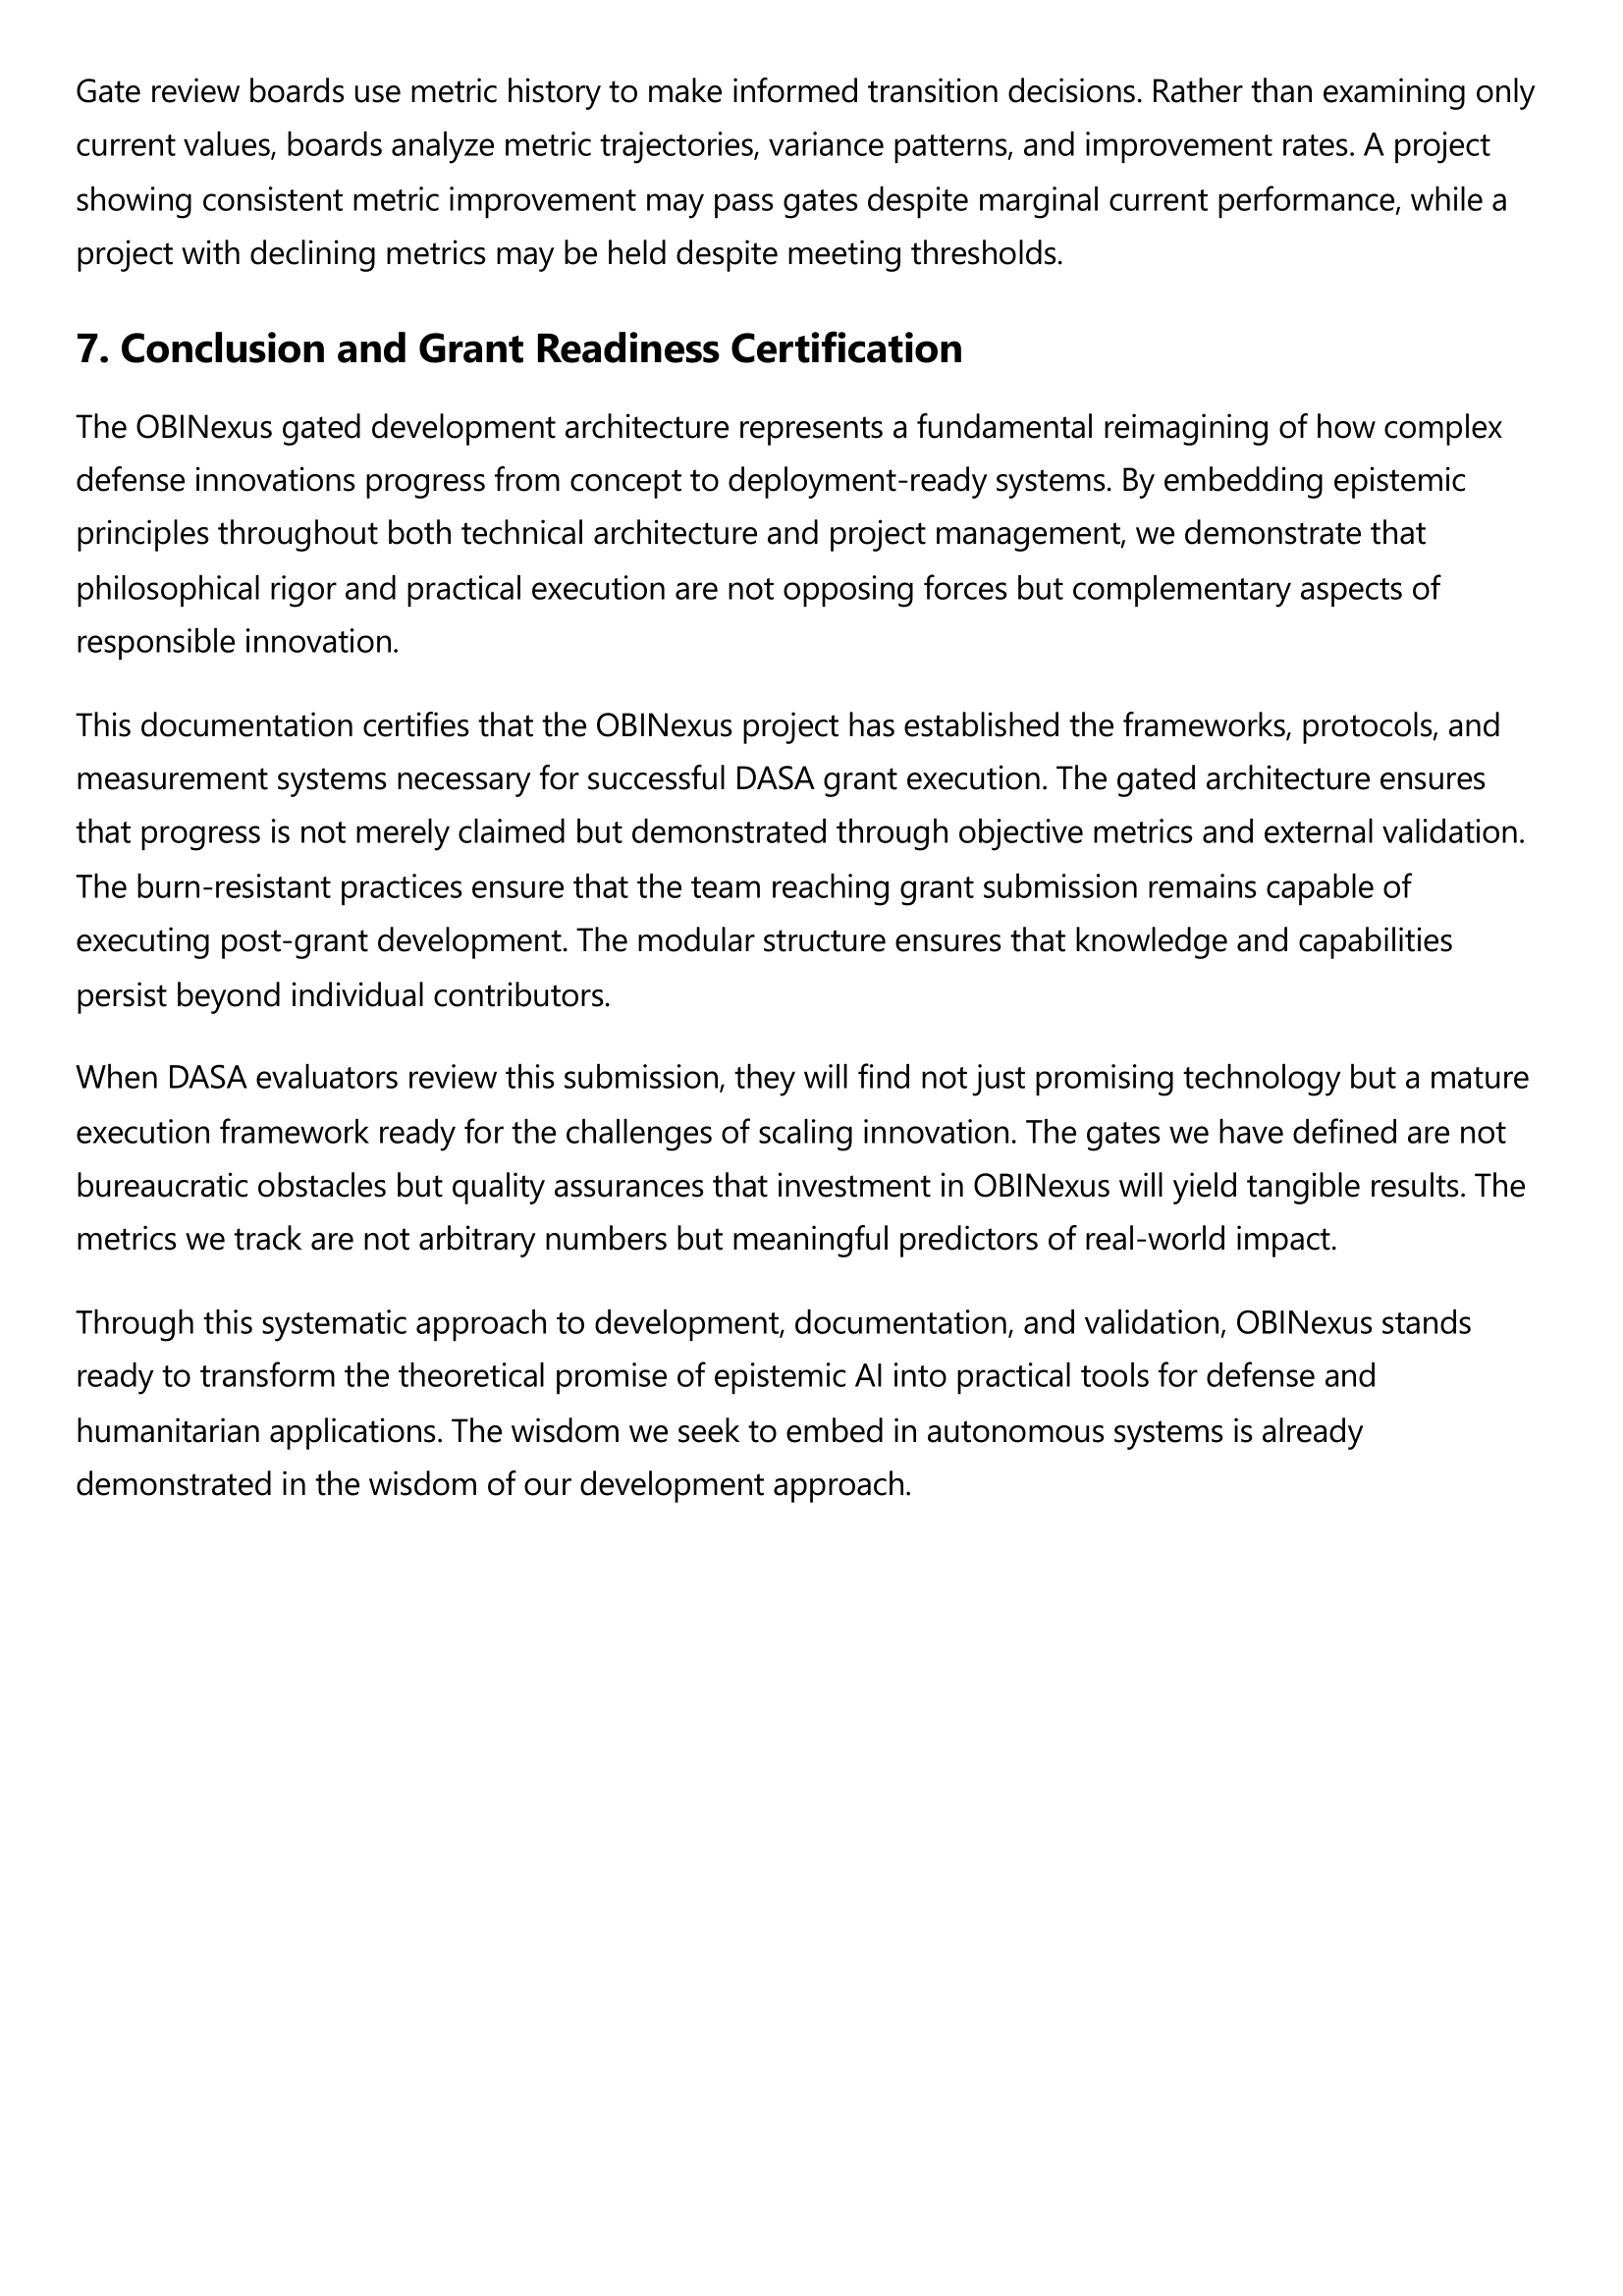 Gate review boards use metric history to make informed transition decisions. Rather than examining only
current values, boards analyze metric trajectories, variance patterns, and improvement rates. A project
showing consistent metric improvement may pass gates despite marginal current performance, while a
project with declining metrics may be held despite meeting thresholds.
7. Conclusion and Grant Readiness Certification
The OBINexus gated development architecture represents a fundamental reimagining of how complex
defense innovations progress from concept to deployment-ready systems. By embedding epistemic
principles throughout both technical architecture and project management, we demonstrate that
philosophical rigor and practical execution are not opposing forces but complementary aspects of
responsible innovation.
This documentation certifies that the OBINexus project has established the frameworks, protocols, and
measurement systems necessary for successful DASA grant execution. The gated architecture ensures
that progress is not merely claimed but demonstrated through objective metrics and external validation.
The burn-resistant practices ensure that the team reaching grant submission remains capable of
executing post-grant development. The modular structure ensures that knowledge and capabilities
persist beyond individual contributors.
When DASA evaluators review this submission, they will find not just promising technology but a mature
execution framework ready for the challenges of scaling innovation. The gates we have defined are not
bureaucratic obstacles but quality assurances that investment in OBINexus will yield tangible results. The
metrics we track are not arbitrary numbers but meaningful predictors of real-world impact.
Through this systematic approach to development, documentation, and validation, OBINexus stands
ready to transform the theoretical promise of epistemic AI into practical tools for defense and
humanitarian applications. The wisdom we seek to embed in autonomous systems is already
demonstrated in the wisdom of our development approach.